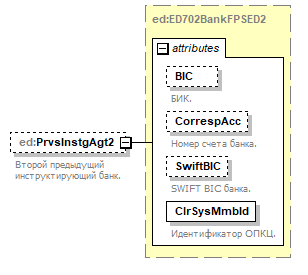 ed:ED702BankFPSED2
attributes
BIC
БИК.
CorrespAcc
Номер счета банка.
ed:PrvsInstgAgt2
Второй предыдущий
инструктирующий банк.
SwiftBIC
SWIFT BIC банка.
ClrSysMmbId
Идентификатор ОПКЦ.